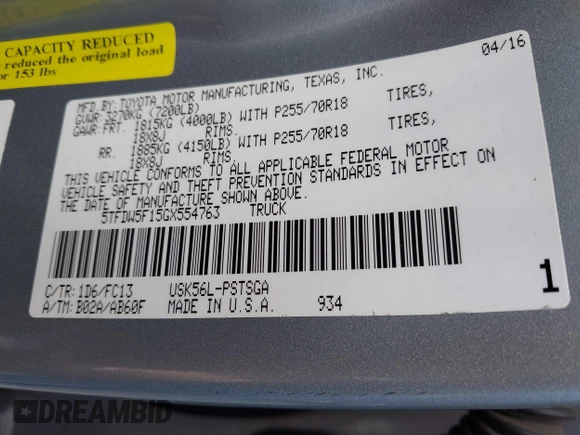 CAPACITY REDUCED
reduced the original load
or 153 lbs
04/16
MFD. BY: TOYOTA MOTOR MANUFACTURING, TEXAS, INC.
GVWR: 3270KG (7200LB)
GAWR: FRT. 1815KG (4000LB) WITH P255/70R18 TIRES,
18X8J RIMS.
RR. 1885KG (4150LB) WITH P255/70R18 TIRES,
18X8J RIMS.
THIS VEHICLE CONFORMS TO ALL APPLICABLE FEDERAL MOTOR
VEHICLE SAFETY AND THEFT PREVENTION STANDARDS IN EFFECT ON
THE DATE OF MANUFACTURE SHOWN ABOVE.
5TFDW5F15GX554763 TRUCK
C/TR: 1D6/FC13 USK56L-PSTSGA
A/TM: B02A/AB60F MADE IN U.S.A. 934
1
DREAMBID